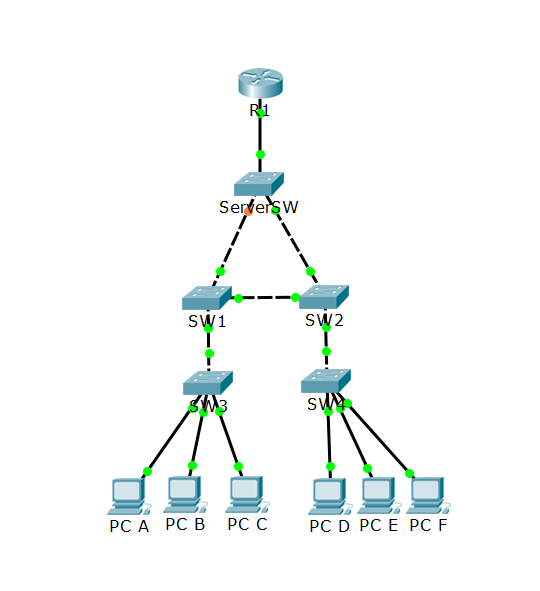 R1
ServerSW
SW1
SW2
SW3
SW4
PC A
PC B
PC C
PC D
PC E
PC F